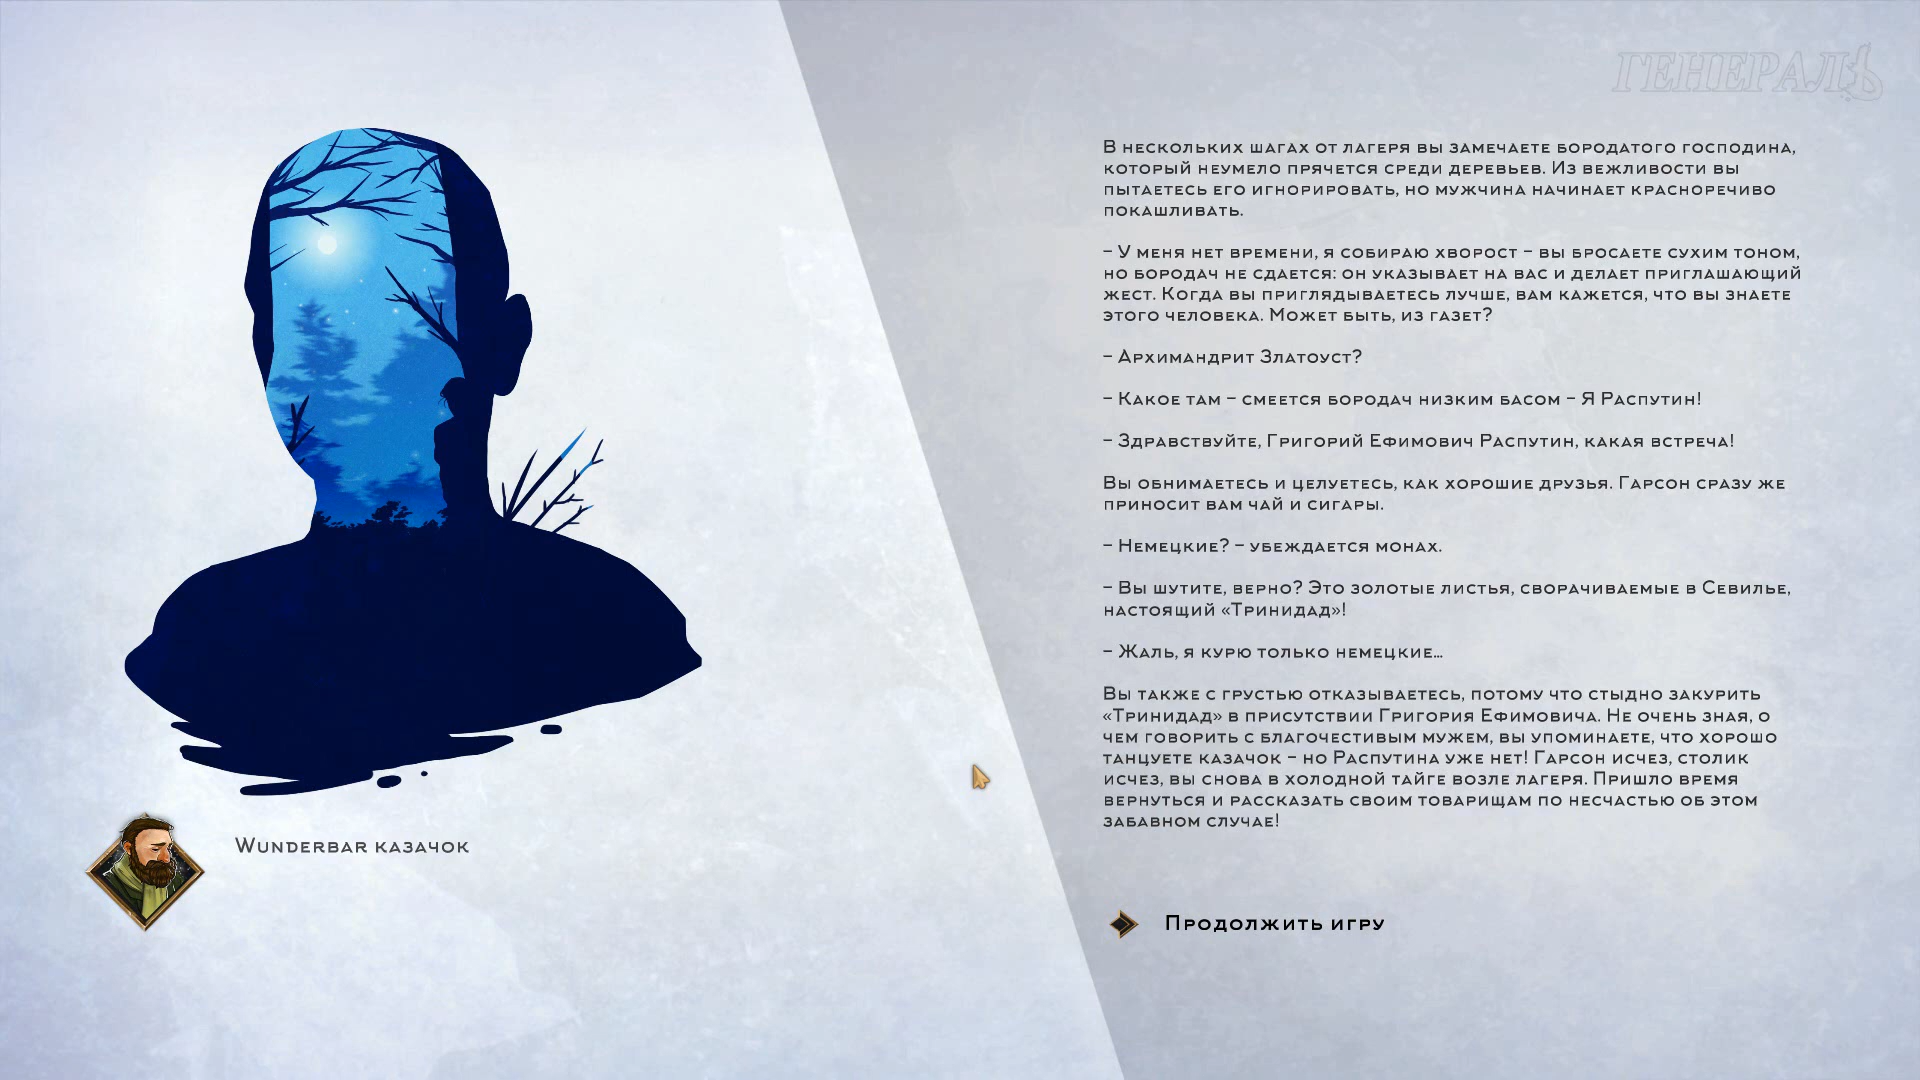 ГЕНЕРАЛЬ
В нескольких шагах от лагеря вы замечаете бородатого господина,
который неумело прячется среди деревьев. Из вежливости вы
пытаетесь его игнорировать, но мужчина начинает красноречиво
покашливать.
– У меня нет времени, я собираю хворост – вы бросаете сухим тоном,
но бородач не сдается: он указывает на вас и делает приглашающий
жест. Когда вы приглядываетесь лучше, вам кажется, что вы знаете
этого человека. Может быть, из газет?
– Архимандрит Златоуст?
– Какое там – смеется бородач низким басом – Я Распутин!
– Здравствуйте, Григорий Ефимович Распутин, какая встреча!
Вы обнимаетесь и целуетесь, как хорошие друзья. Гарсон сразу же
приносит вам чай и сигары.
– Немецкие? – убеждается монах.
– Вы шутите, верно? Это золотые листья, сворачиваемые в Севилье,
настоящий «Тринидад»!
– Жаль, я курю только немецкие...
Вы также с грустью отказываетесь, потому что стыдно закурить
«Тринидад» в присутствии Григория Ефимовича. Не очень зная, о
чем говорить с благочестивым мужем, вы упоминаете, что хорошо
танцуете казачок – но Распутина уже нет! Гарсон исчез, столик
исчез, вы снова в холодной тайге возле лагеря. Пришло время
вернуться и рассказать своим товарищам по несчастью об этом
забавном случае!
Wunderbar казачок
Продолжить игру